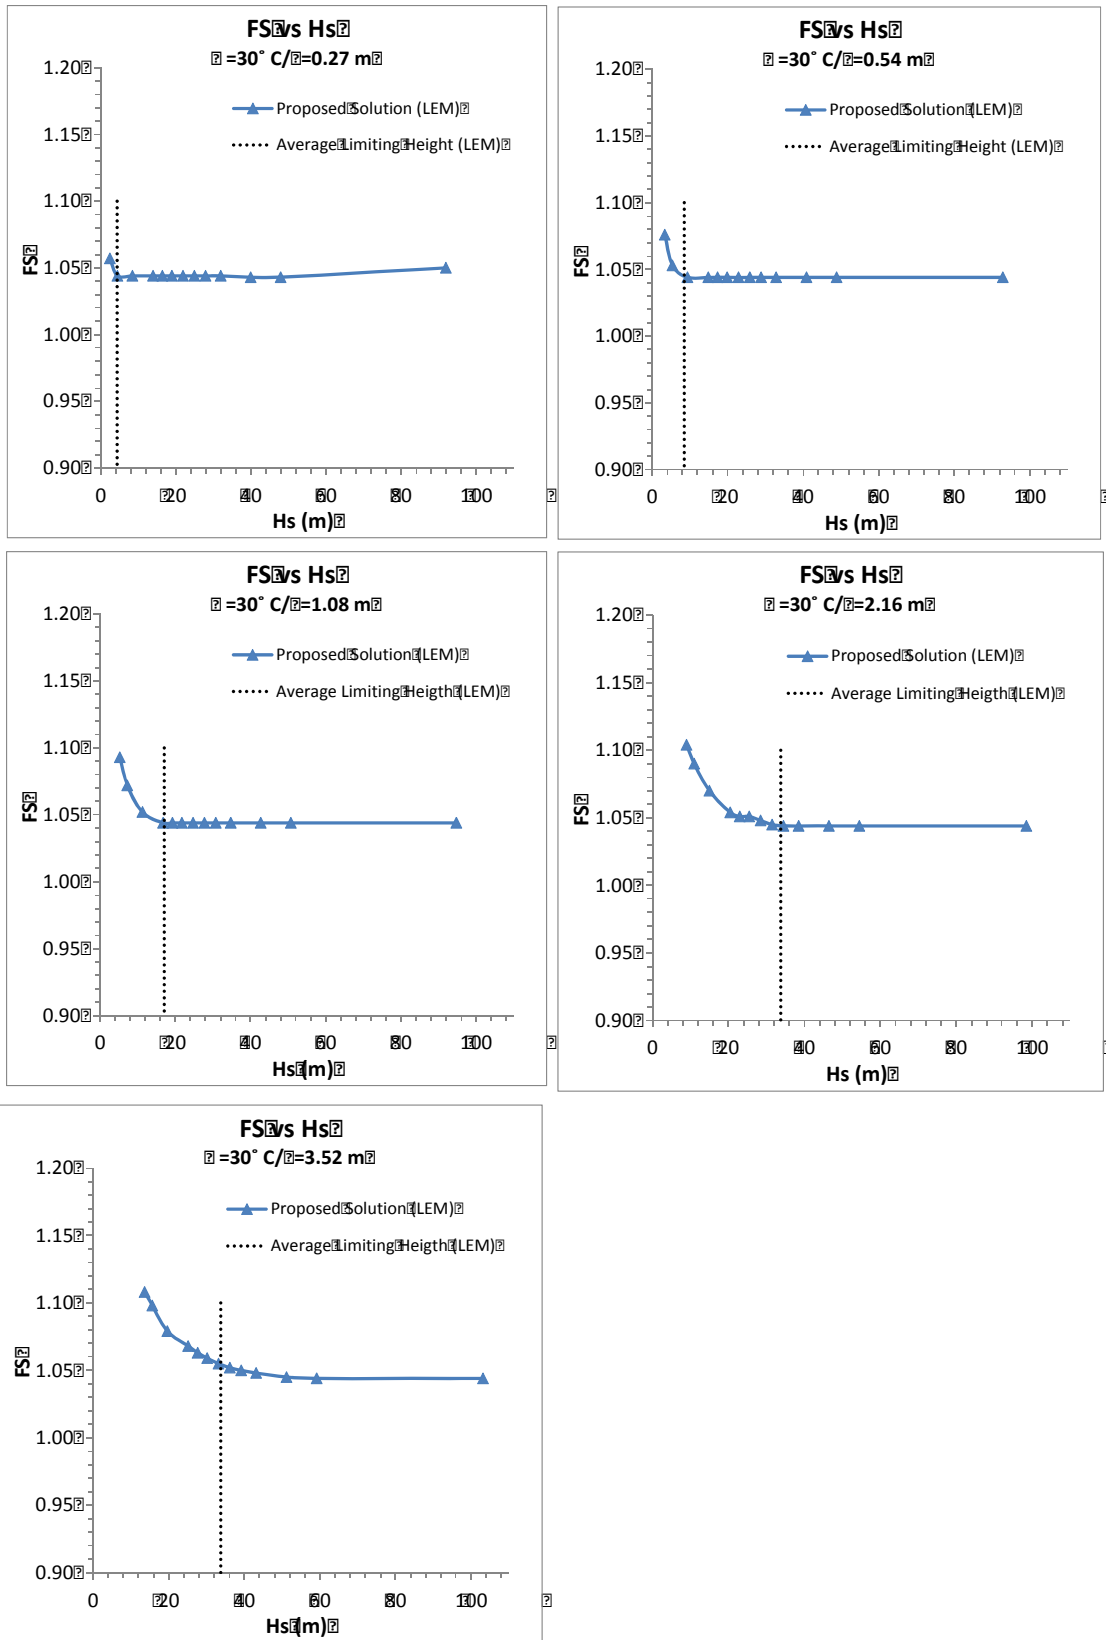 FS vs Hs
=30° C/ =0.27 m
1.20
Proposed Solution (LEM)
1.15
Average Limiting Height (LEM)
1.10
1.05
FS
1.00
0.95
0.90
0 20 40 60 80 100
Hs (m)
FS vs Hs
=30° C/ =0.54 m
1.20
Proposed Solution (LEM)
1.15
Average Limiting Height (LEM)
1.10
1.05
FS
1.00
0.95
0.90
0 20 40 60 80 100
Hs (m)
FS vs Hs
=30° C/ =1.08 m
1.20
Proposed Solution (LEM)
1.15
Average Limiting Heigth (LEM)
1.10
1.05
FS
1.00
0.95
0.90
0 20 40 60 80 100
Hs (m)
FS vs Hs
=30° C/ =2.16 m
1.20
Proposed Solution (LEM)
1.15
Average Limiting Heigth (LEM)
1.10
1.05
FS
1.00
0.95
0.90
0 20 40 60 80 100
Hs (m)
FS vs Hs
=30° C/ =3.52 m
1.20
Proposed Solution (LEM)
1.15
Average Limiting Heigth (LEM)
1.10
1.05
FS
1.00
0.95
0.90
0 20 40 60 80 100
Hs (m)